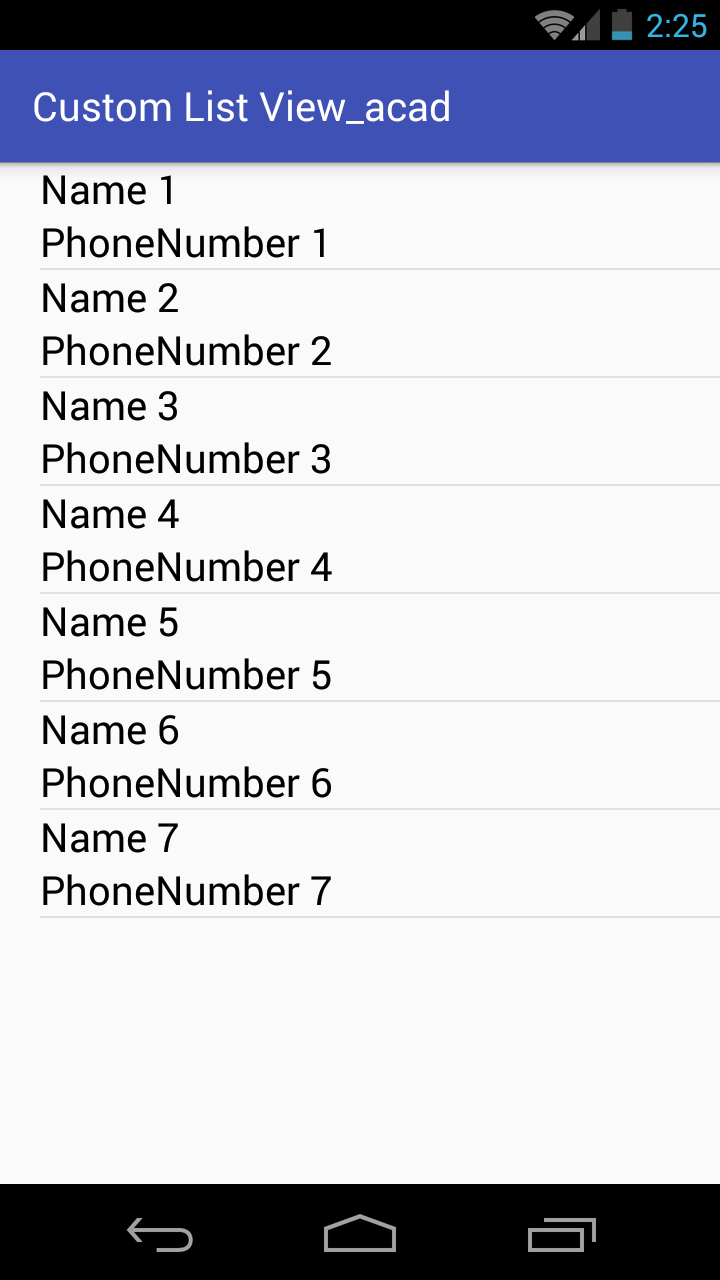 2:25
Custom List View_acad
Name 1
PhoneNumber 1
Name 2
PhoneNumber 2
Name 3
PhoneNumber 3
Name 4
PhoneNumber 4
Name 5
PhoneNumber 5
Name 6
PhoneNumber 6
Name 7
PhoneNumber 7